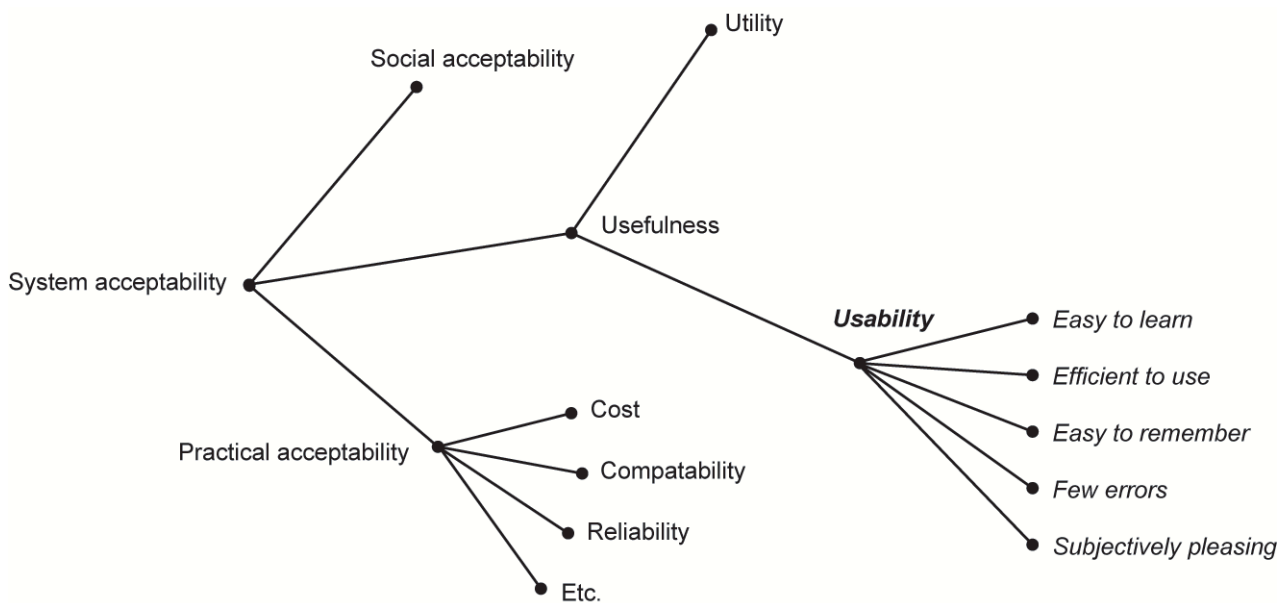 Utility
Social acceptability
Usefulness
System acceptability
Usability
Easy to learn
Efficient to use
Easy to remember
Few errors
Subjectively pleasing
Practical acceptability
Cost
Compatability
Reliability
Etc.